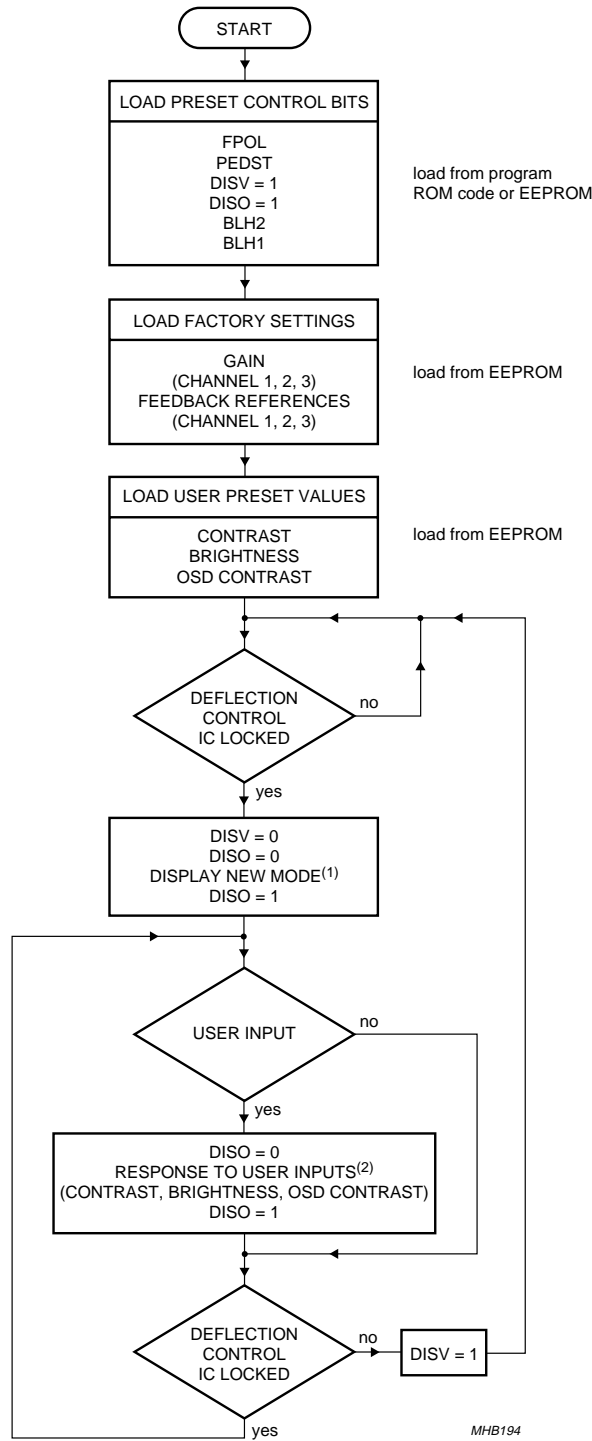 START
LOAD PRESET CONTROL BITS
FPOL
PEDST
DISV = 1
DISO = 1
BLH2
BLH1
load from program
ROM code or EEPROM
LOAD FACTORY SETTINGS
GAIN
(CHANNEL 1, 2, 3)
FEEDBACK REFERENCES
(CHANNEL 1, 2, 3)
load from EEPROM
LOAD USER PRESET VALUES
CONTRAST
BRIGHTNESS
OSD CONTRAST
load from EEPROM
DEFLECTION
CONTROL
IC LOCKED
no
yes
DISV = 0
DISO = 0
DISPLAY NEW MODE(1)
DISO = 1
USER INPUT
no
yes
DISO = 0
RESPONSE TO USER INPUTS(2)
(CONTRAST, BRIGHTNESS, OSD CONTRAST)
DISO = 1
DEFLECTION
CONTROL
IC LOCKED
no
DISV = 1
yes
MHB194